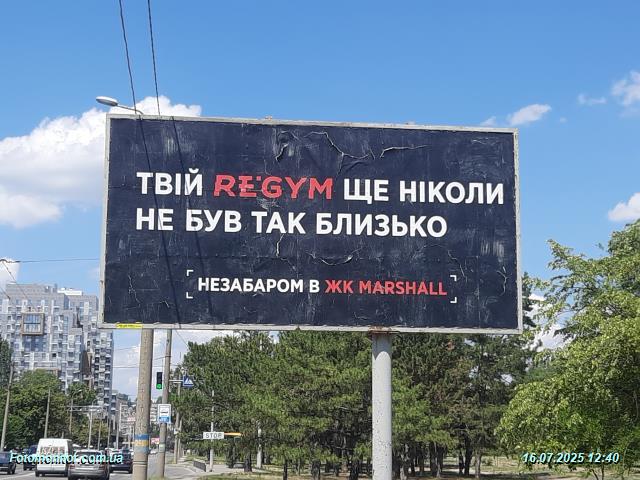 ТВІЙ REGYM ЩЕ НІКОЛИ
НЕ БУВ ТАК БЛИЗЬКО
НЕЗАБАРОМ В ЖК MARSHALL
STOP
Fotomonitor.com.ua
16.07.2025 12:40